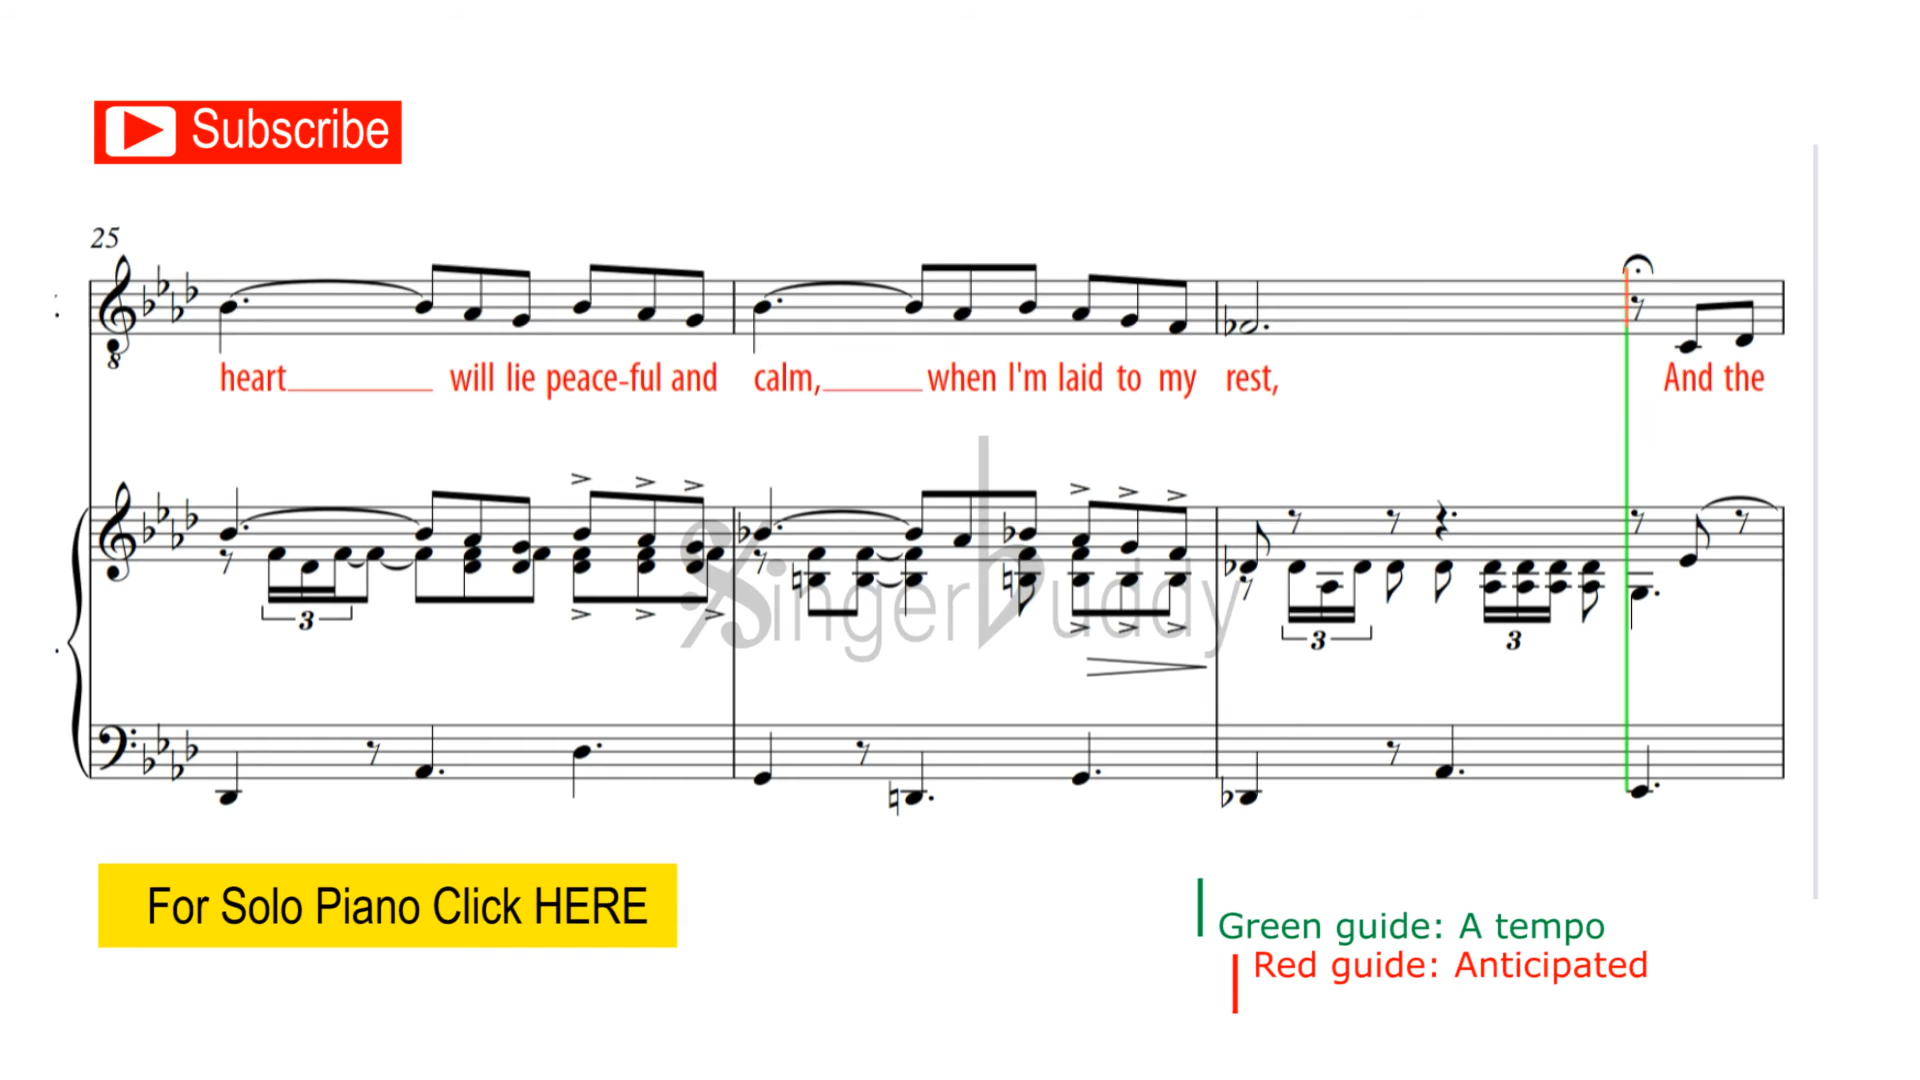 Subscribe
25
8
heart will lie peace-ful and calm, when I'm laid to my rest, And the
3
3
3
Singerbuddy
For Solo Piano Click HERE
Green guide: A tempo
Red guide: Anticipated